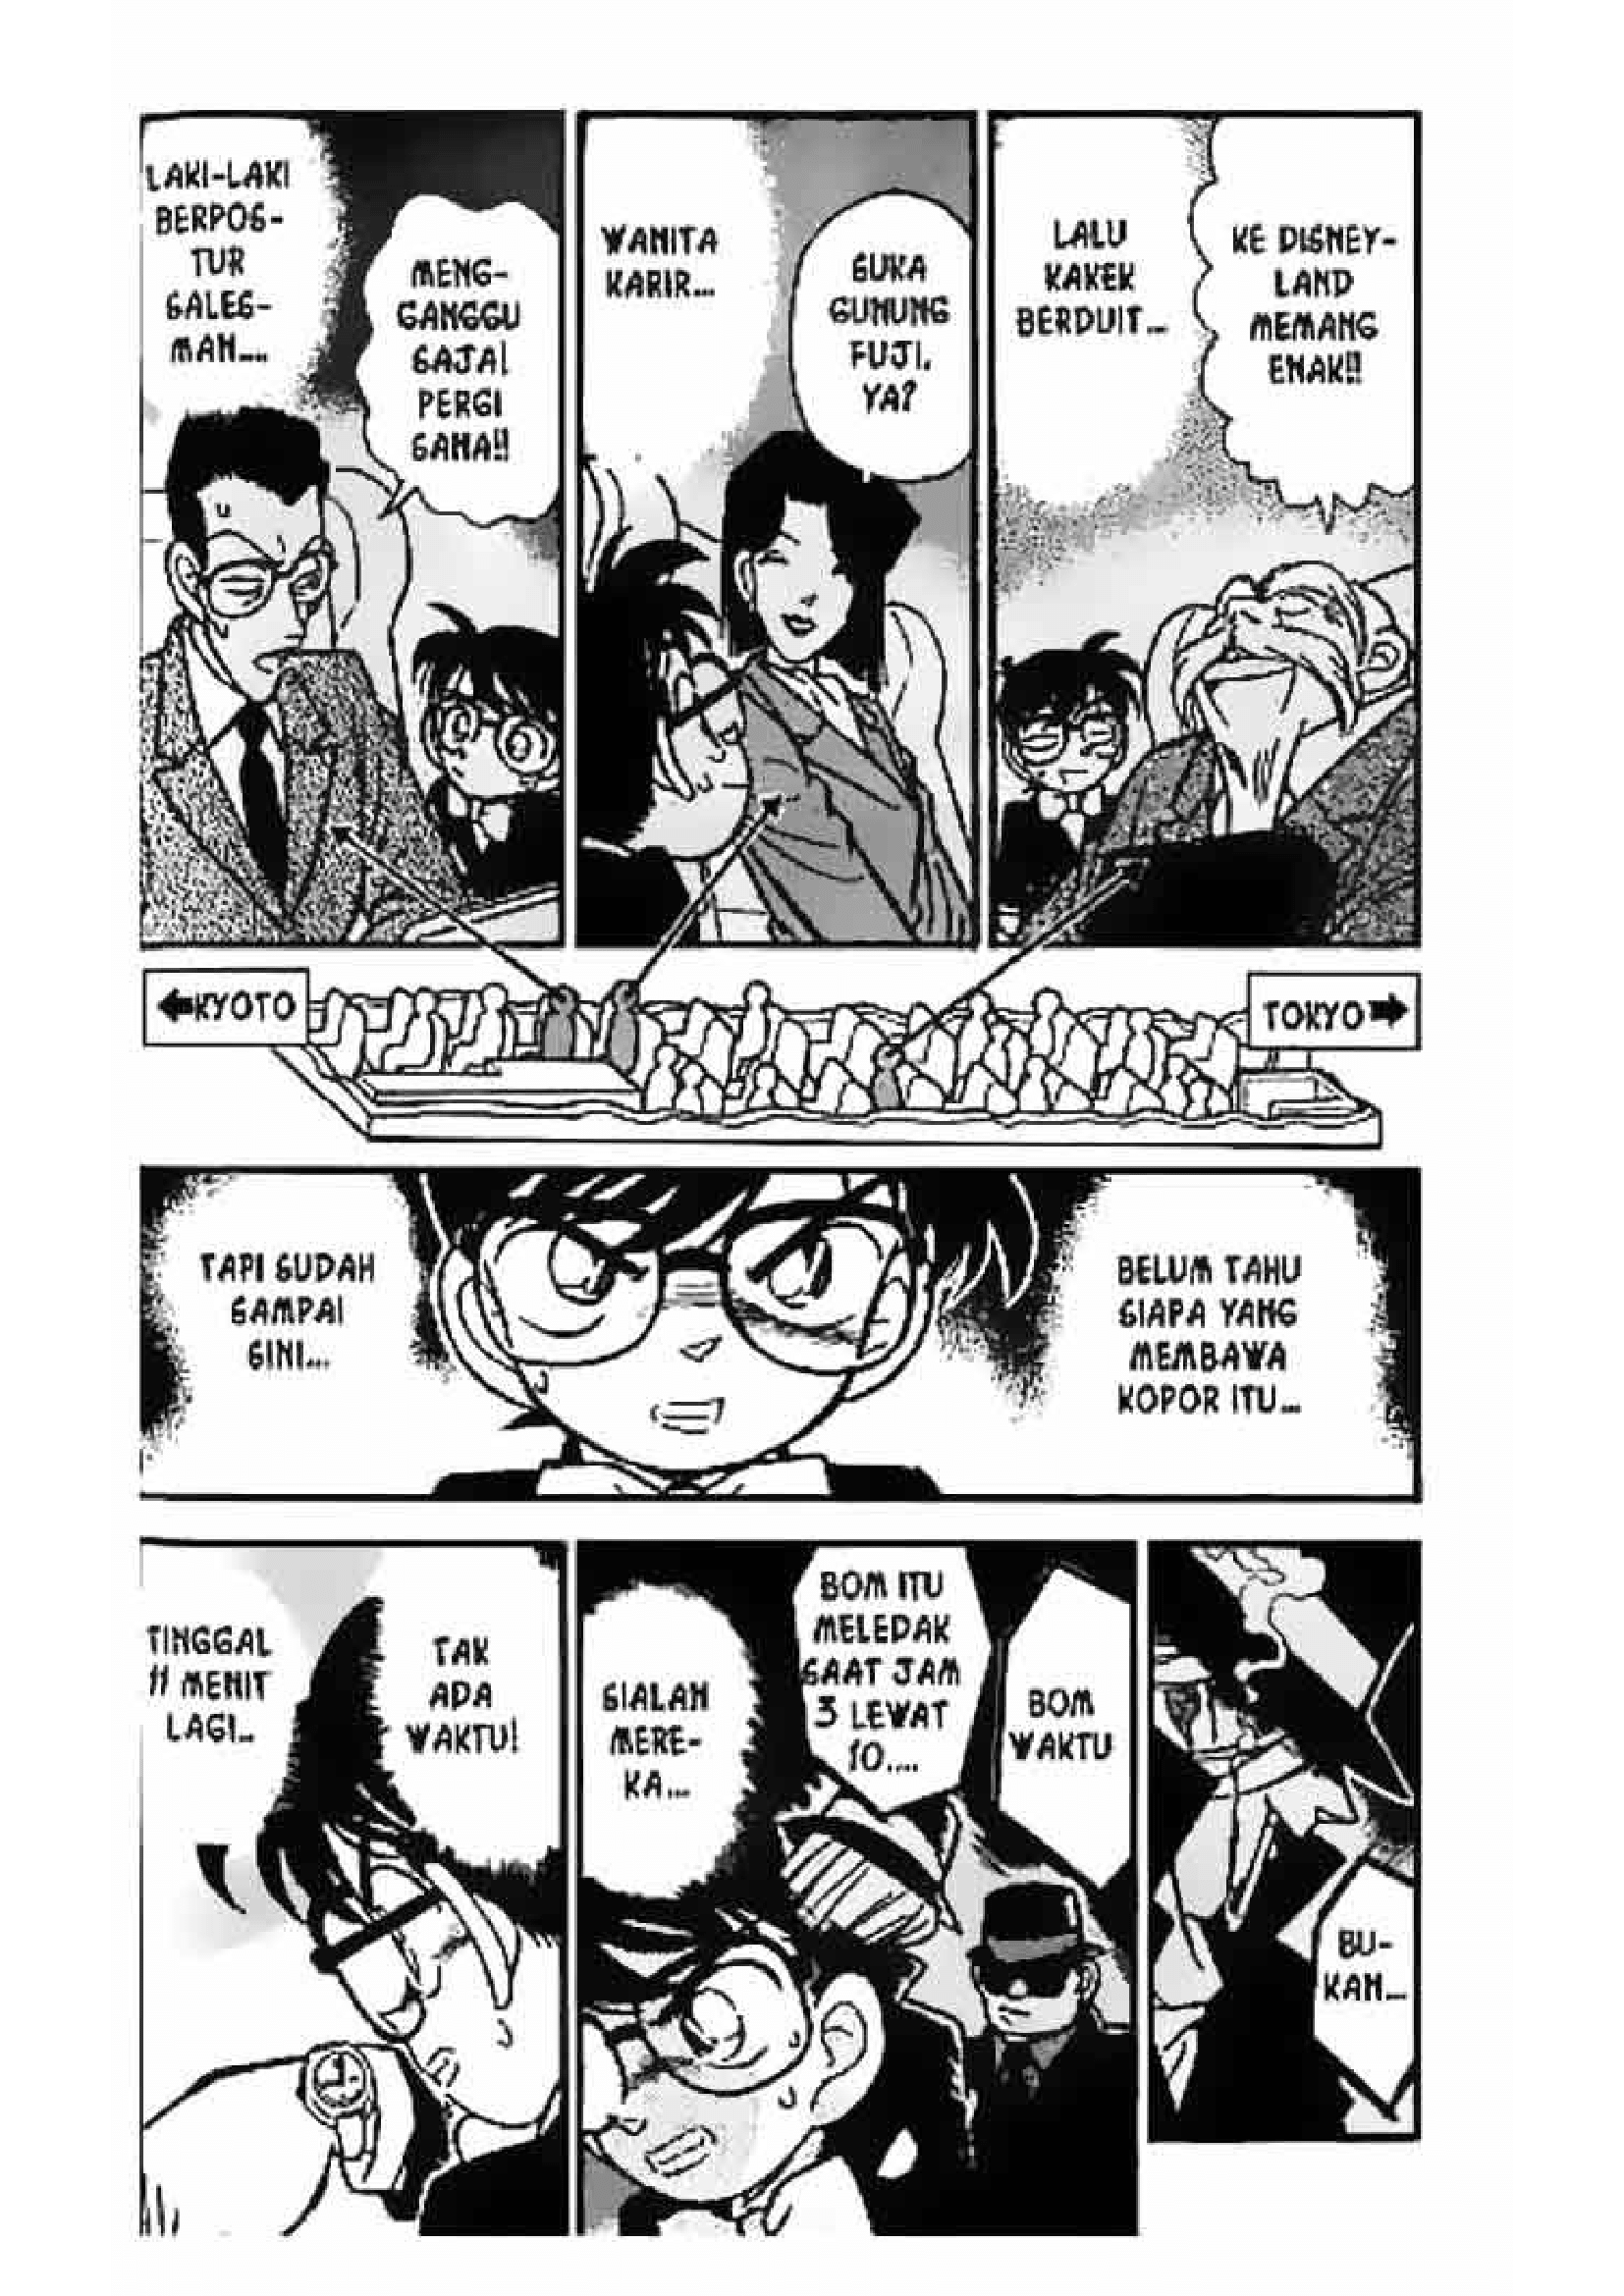 KE DISNEY-
LAND
MEMANG
ENAK!!
LALU
KAKEK
BERDUIT...
SUKA
GUNUNG
FUJI,
YA?
WANITA
KARIR...
MENG-
GANGGU
SAJA!
PERGI
SANA!!
LAKI-LAKI
BERPOS-
TUR
SALES-
MAN....
KYOTO
TOKYO
BELUM TAHU
SIAPA YANG
MEMBAWA
KOPOR ITU...
TAPI SUDAH
SAMPAI
SINI...
BU-
KAN...
BOM
WAKTU
BOM ITU
MELEDAK
SAAT JAM
3 LEWAT
10....
SIALAN
MERE-
KA...
TAK
ADA
WAKTU!
TINGGAL
11 MENIT
LAGI..